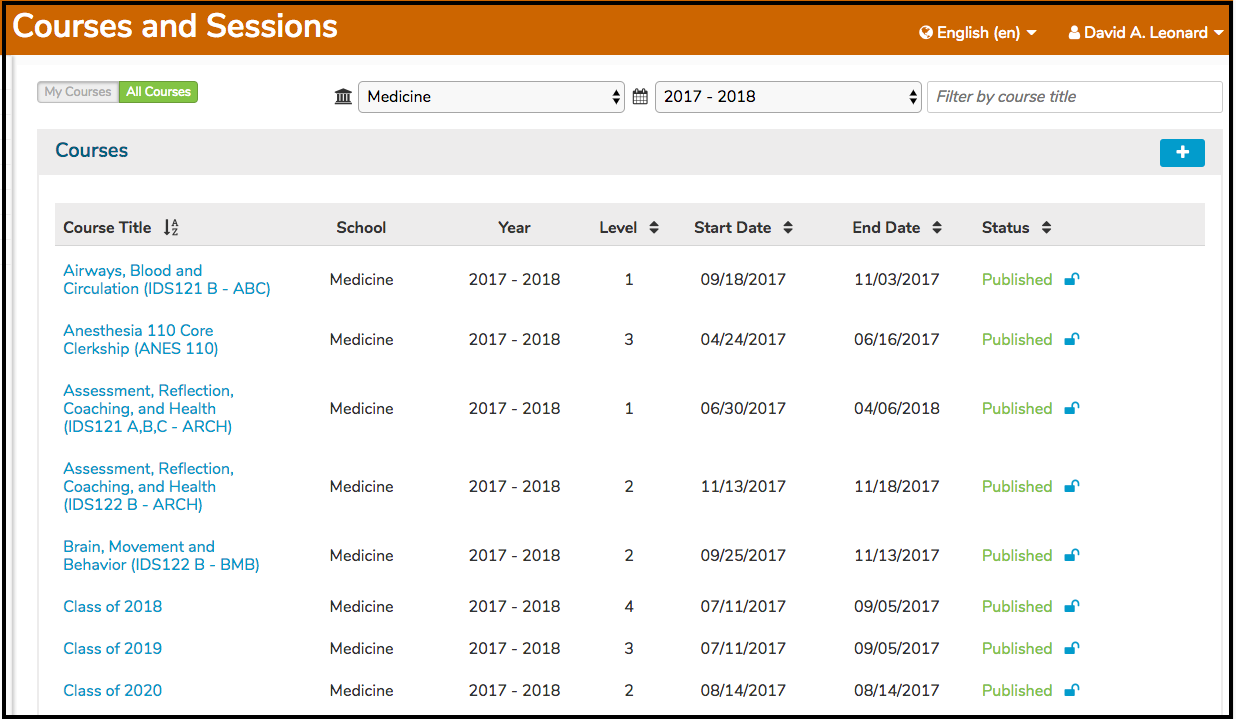 Courses and Sessions
English (en)
David A. Leonard
My Courses All Courses
Medicine
2017 - 2018
Filter by course title
Courses
+
Course Title School Year Level Start Date End Date Status
Airways, Blood and
Circulation (IDS121 B - ABC) Medicine 2017 - 2018 1 09/18/2017 11/03/2017 Published
Anesthesia 110 Core
Clerkship (ANES 110) Medicine 2017 - 2018 3 04/24/2017 06/16/2017 Published
Assessment, Reflection,
Coaching, and Health Medicine 2017 - 2018 1 06/30/2017 04/06/2018 Published
(IDS121 A,B,C - ARCH)
Assessment, Reflection,
Coaching, and Health Medicine 2017 - 2018 2 11/13/2017 11/18/2017 Published
(IDS122 B - ARCH)
Brain, Movement and
Behavior (IDS122 B - BMB) Medicine 2017 - 2018 2 09/25/2017 11/13/2017 Published
Class of 2018 Medicine 2017 - 2018 4 07/11/2017 09/05/2017 Published
Class of 2019 Medicine 2017 - 2018 3 07/11/2017 09/05/2017 Published
Class of 2020 Medicine 2017 - 2018 2 08/14/2017 08/14/2017 Published